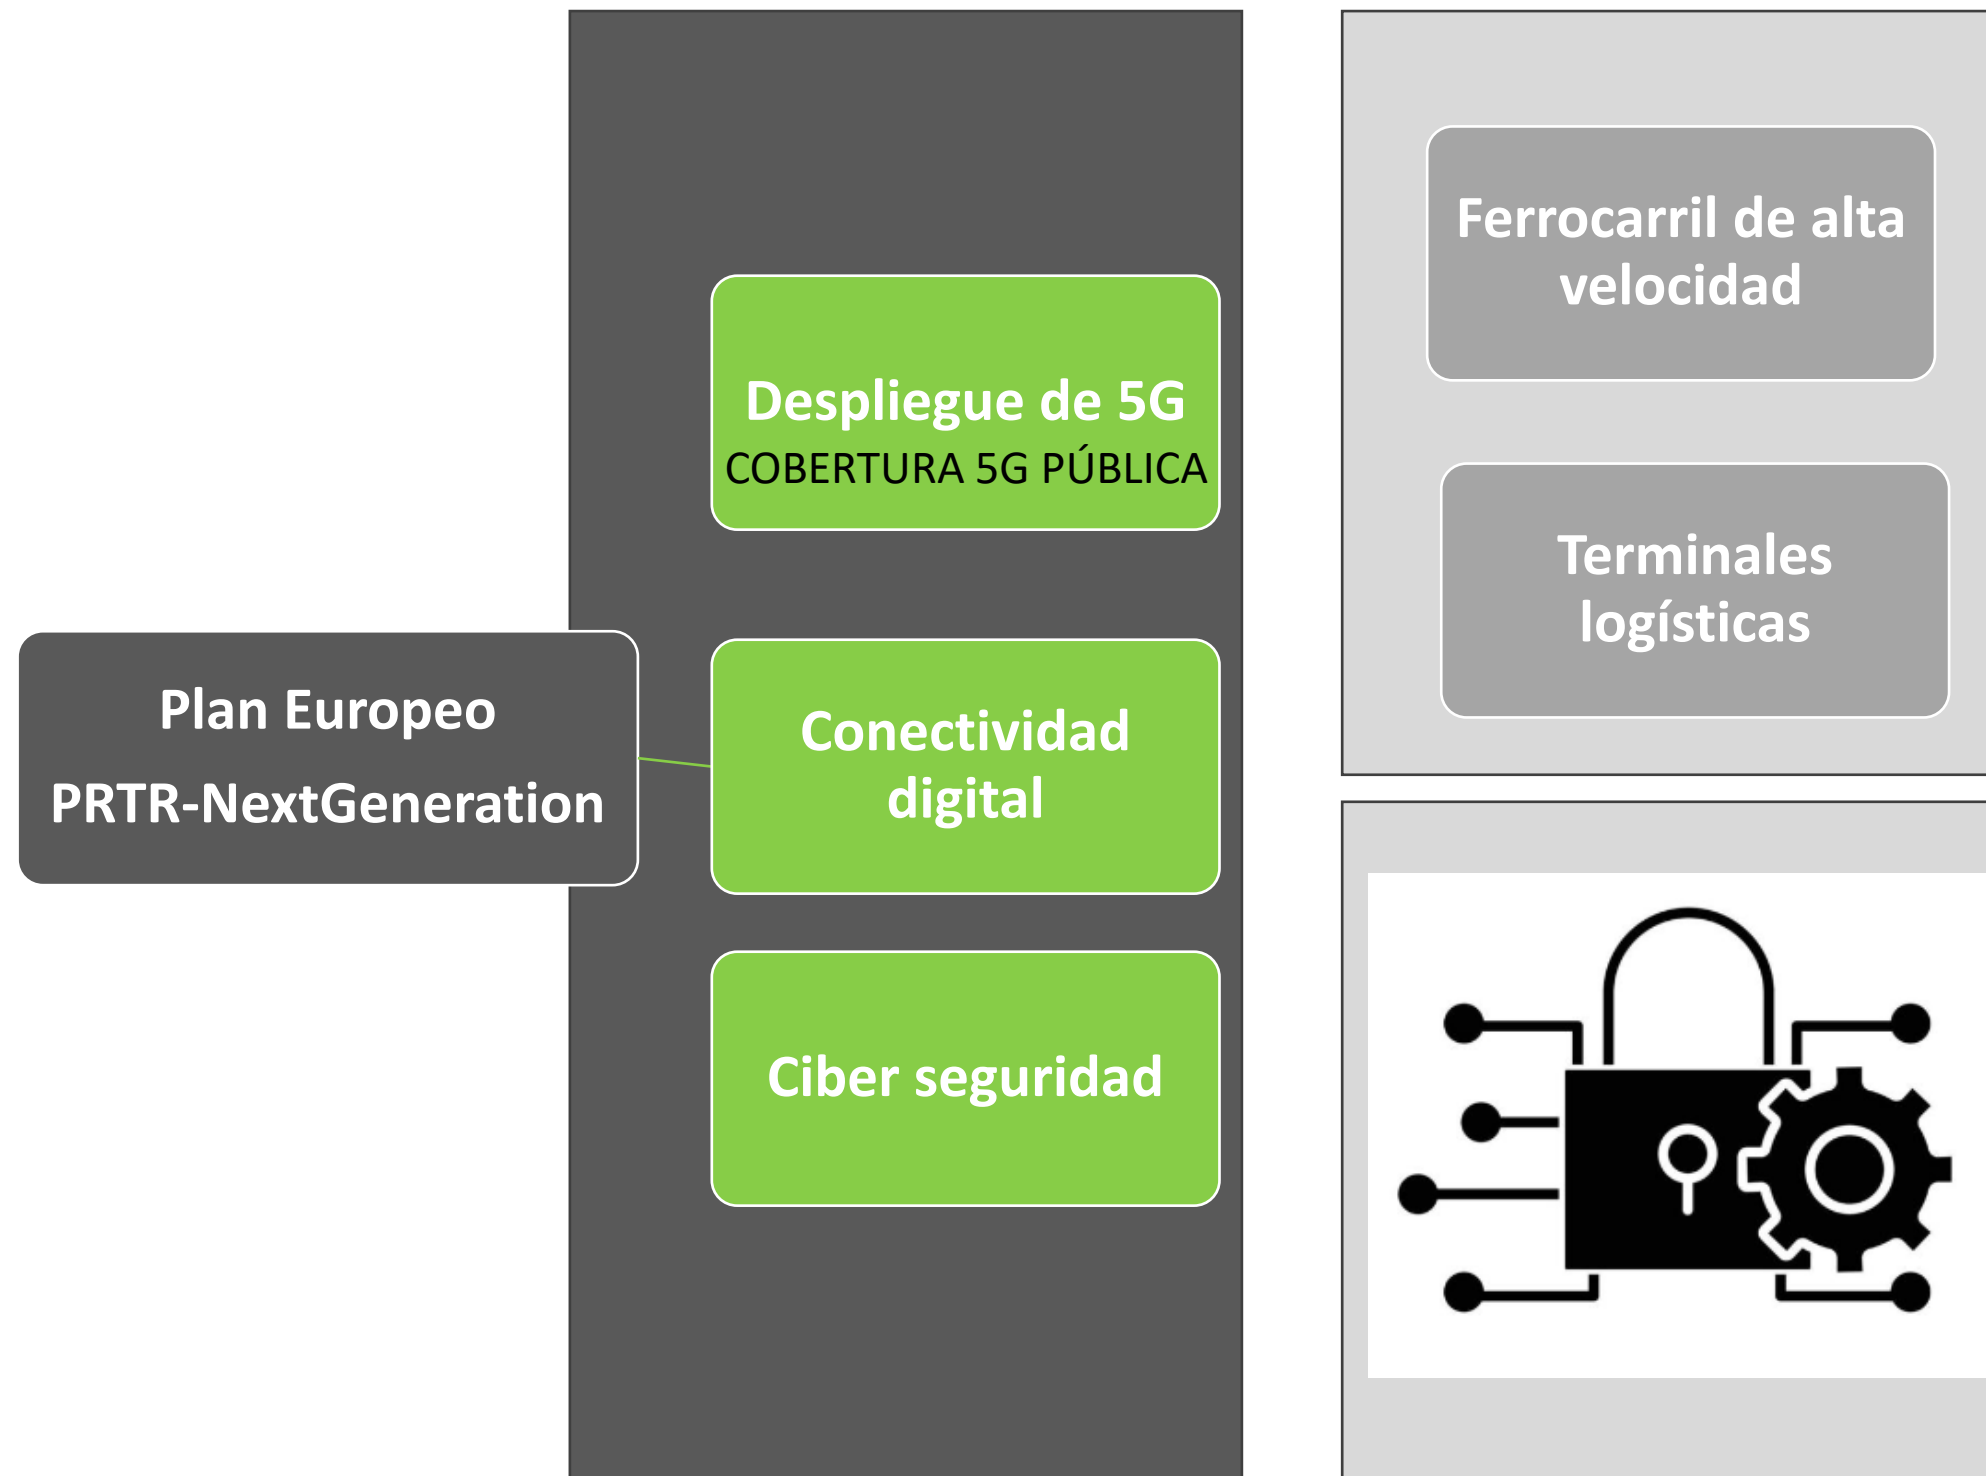 Plan Europeo
PRTR-NextGeneration
Despliegue de 5G
COBERTURA 5G PÚBLICA
Conectividad
digital
Ciber seguridad
Ferrocarril de alta
velocidad
Terminales
logísticas